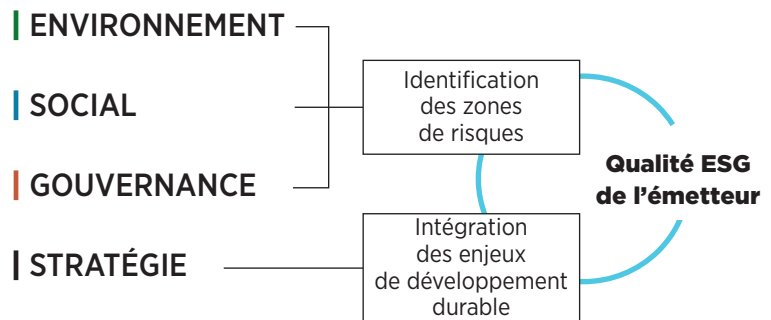 ENVIRONNEMENT
SOCIAL
GOUVERNANCE
STRATÉGIE
Identification
des zones
de risques
Intégration
des enjeux
de développement
durable
Qualité ESG
de l’émetteur